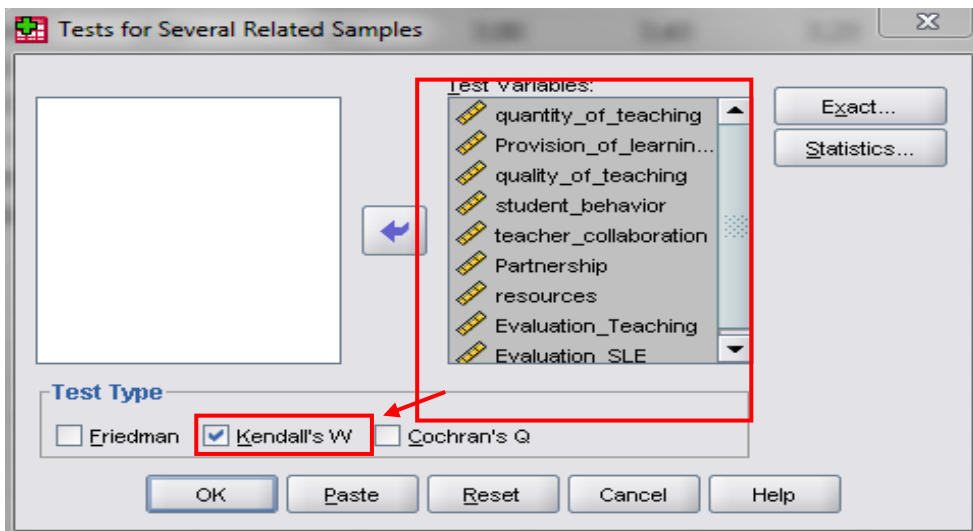 Tests for Several Related Samples
Test Variables:
quantity_of_teaching
Provision_of_learnin...
quality_of_teaching
student_behavior
teacher_collaboration
Partnership
resources
Evaluation_Teaching
Evaluation_SLE
Exact...
Statistics...
Test Type
Friedman Kendall's W Cochran's Q
OK Paste Reset Cancel Help